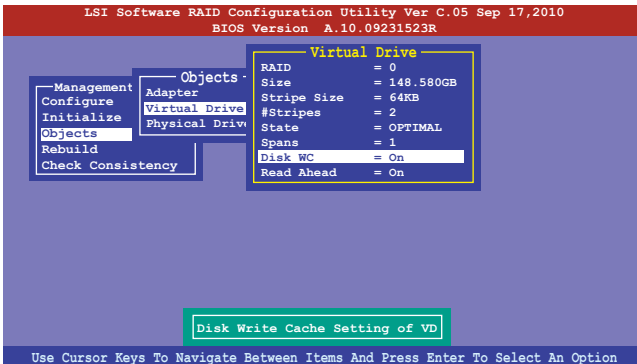 LSI Software RAID Configuration Utility Ver C.05 Sep 17,2010
BIOS Version A.10.09231523R
Management
Configure
Initialize
Objects
Rebuild
Check Consistency
Objects
Adapter
Virtual Drive
Physical Driv
Virtual Drive
RAID = 0
Size = 148.580GB
Stripe Size = 64KB
#Stripes = 2
State = OPTIMAL
Spans = 1
Disk WC = On
Read Ahead = On
Disk Write Cache Setting of VD
Use Cursor Keys To Navigate Between Items And Press Enter To Select An Option